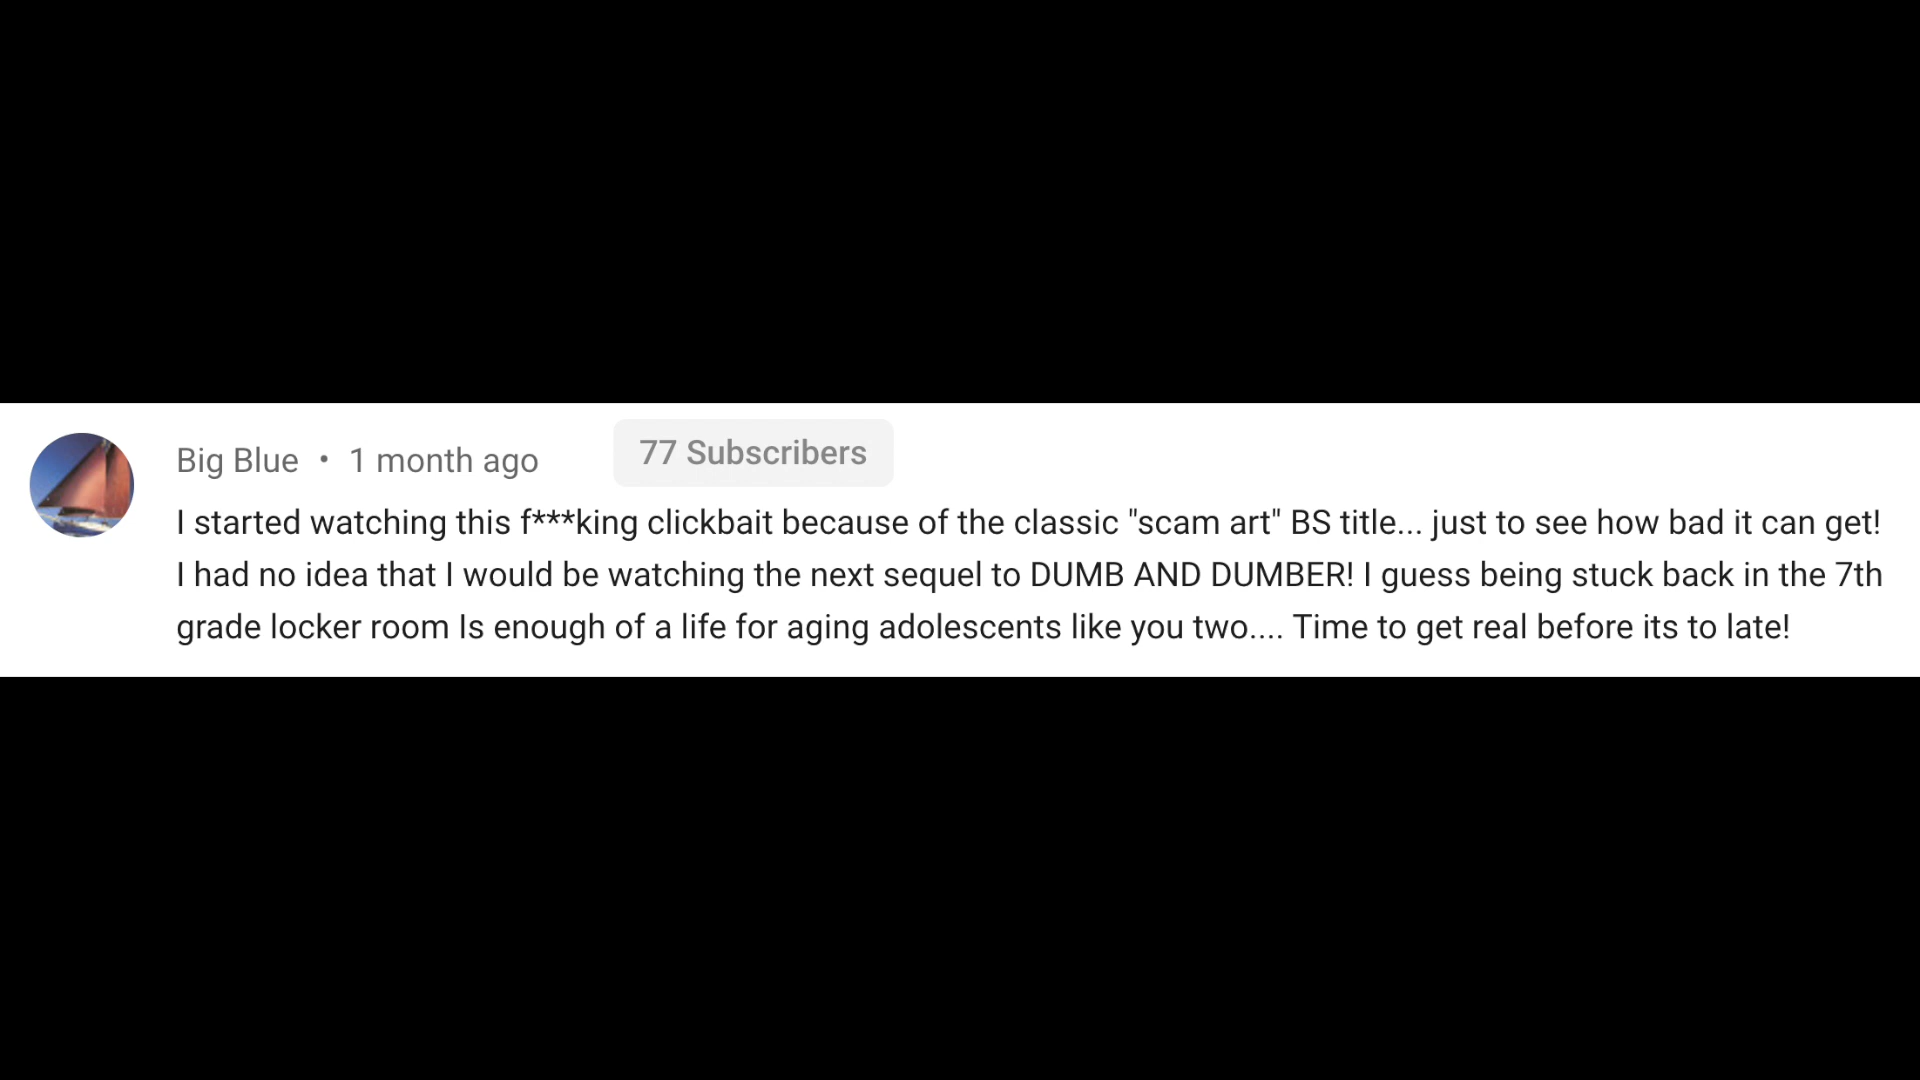 Big Blue • 1 month ago 77 Subscribers
I started watching this f***king clickbait because of the classic "scam art" BS title... just to see how bad it can get!
I had no idea that I would be watching the next sequel to DUMB AND DUMBER! I guess being stuck back in the 7th
grade locker room Is enough of a life for aging adolescents like you two.... Time to get real before its to late!